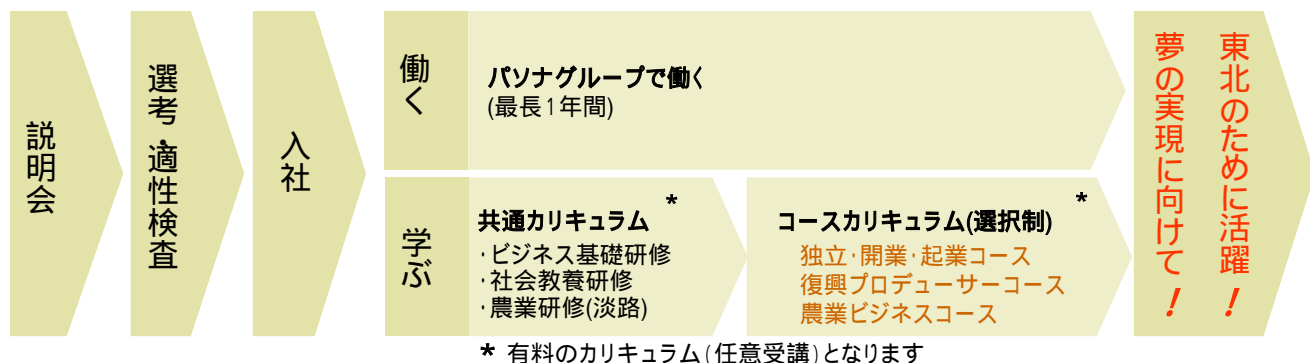 説明会
選考・適性検査
入社
働く
パソナグループで働く
(最長1年間)
学ぶ
共通カリキュラム*
・ビジネス基礎研修
・社会教養研修
・農業研修(淡路)
コースカリキュラム(選択制)*
独立・開業・起業コース
復興プロデューサーコース
農業ビジネスコース
東北のために活躍!
夢の実現に向けて!
* 有料のカリキュラム(任意受講)となります